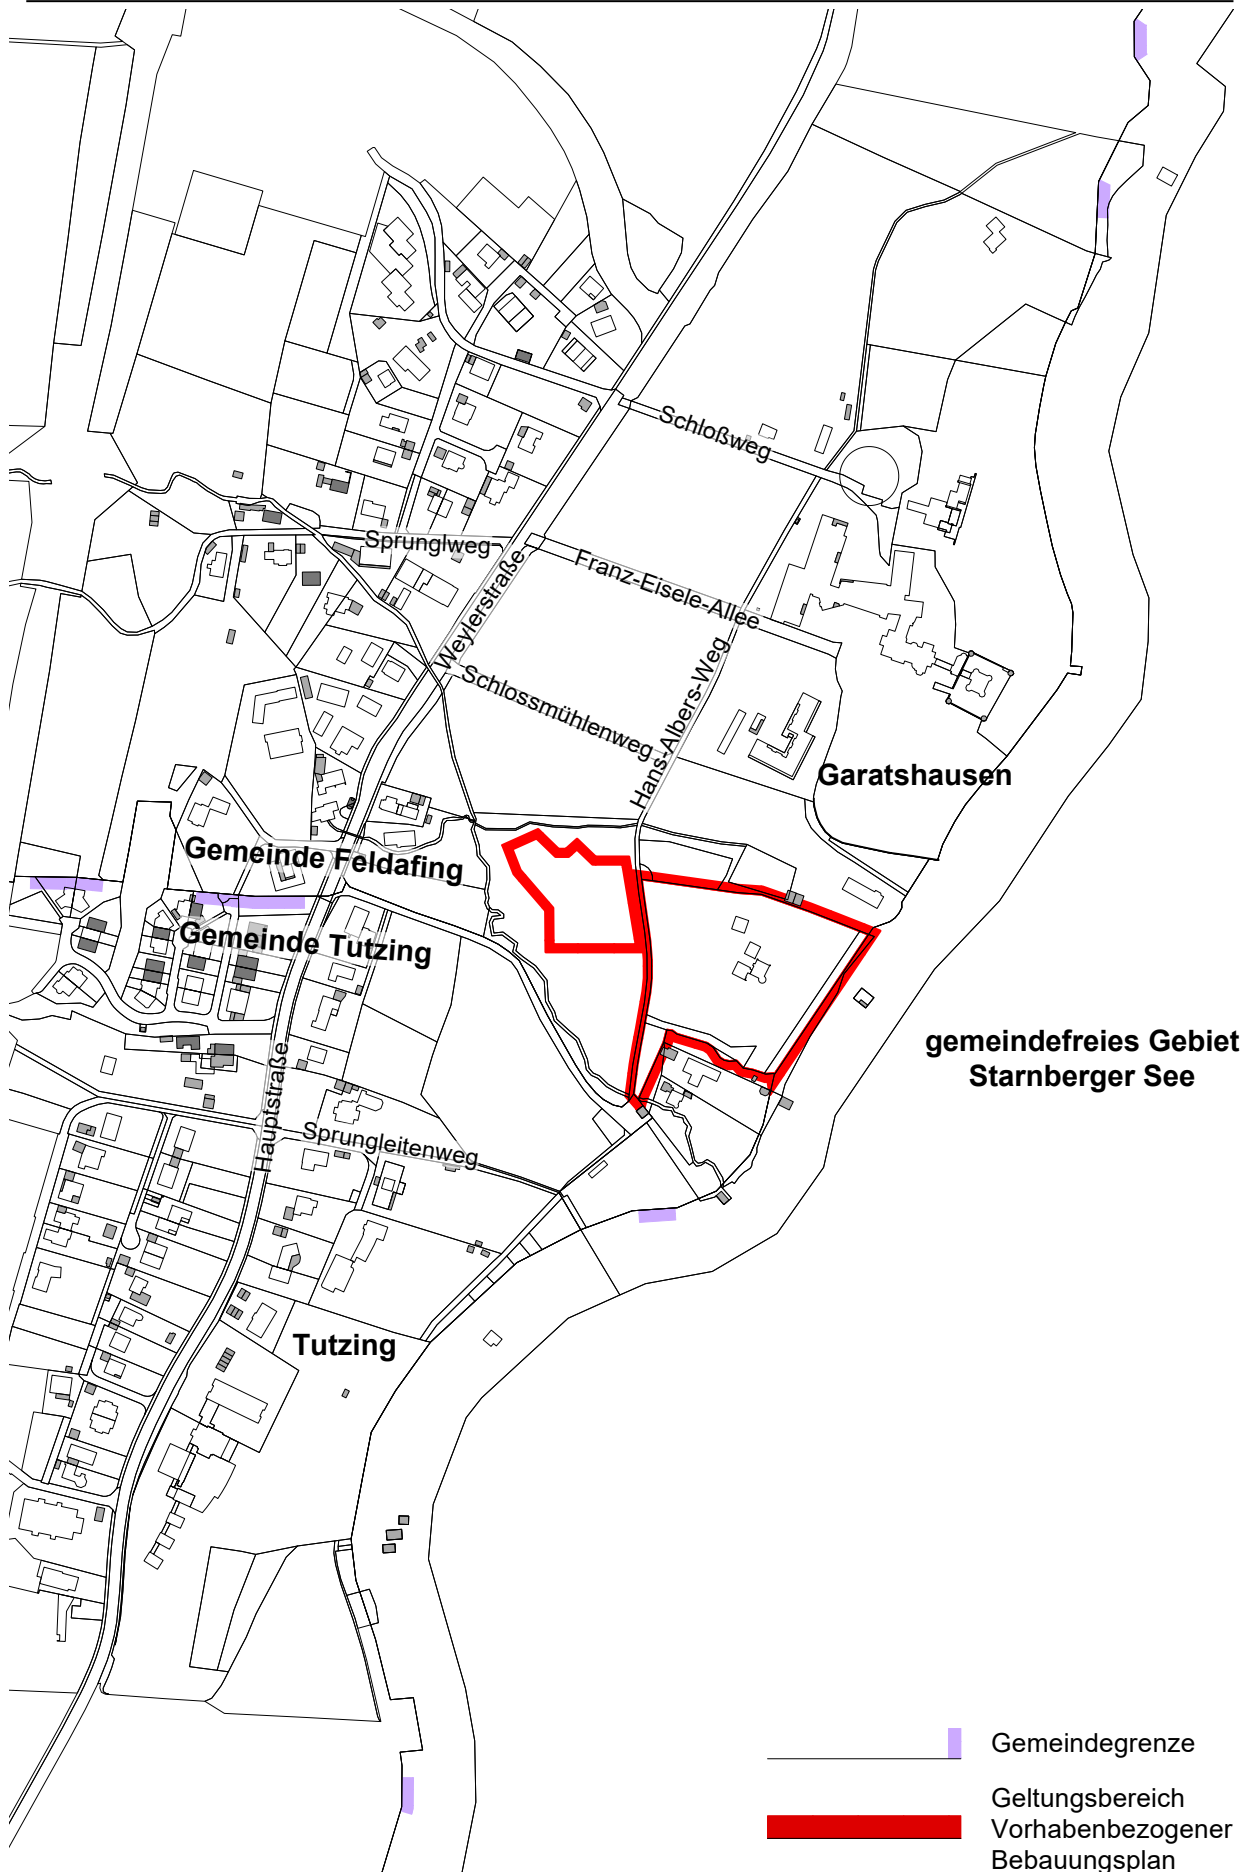 Schloßweg
Sprunglweg
Weylerstraße
Franz-Eisele-Allee
Schlossmühlenweg
Hans-Albers-Weg
Garatshausen
Gemeinde Feldafing
Gemeinde Tutzing
gemeindefreies Gebiet
Starnberger See
Hauptstraße
Sprungleitenweg
Tutzing
Gemeindegrenze
Geltungsbereich
Vorhabenbezogener
Bebauungsplan